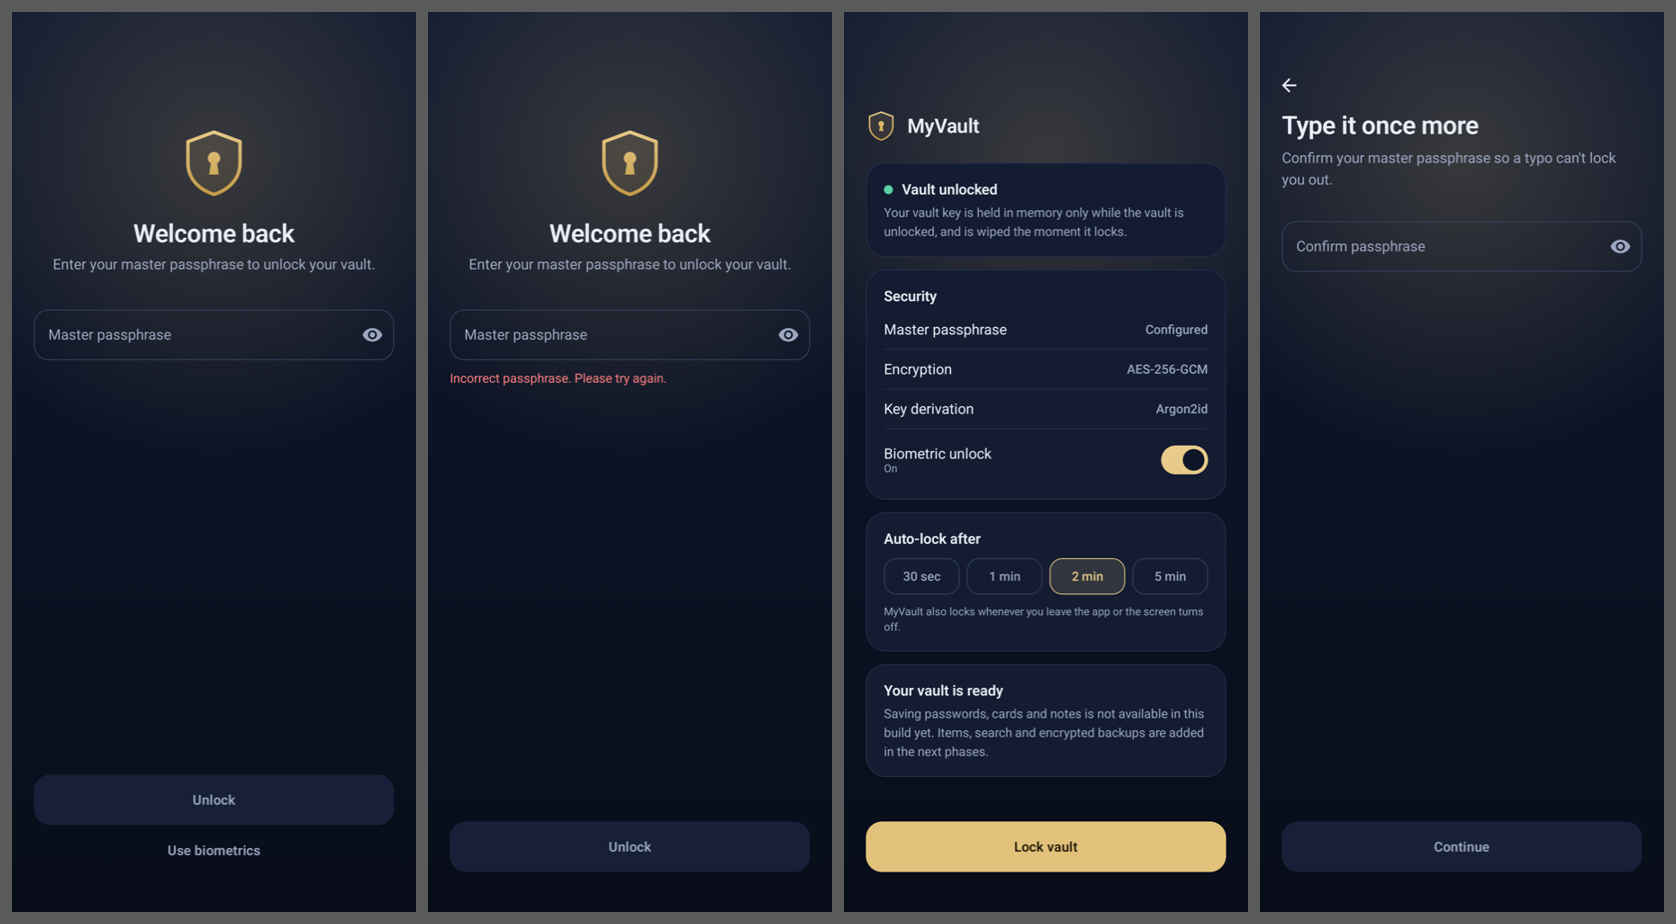 Welcome back
Enter your master passphrase to unlock your vault.
Master passphrase
Unlock
Use biometrics
Welcome back
Enter your master passphrase to unlock your vault.
Master passphrase
Incorrect passphrase. Please try again.
Unlock
MyVault
Vault unlocked
Your vault key is held in memory only while the vault is
unlocked, and is wiped the moment it locks.
Security
Master passphrase Configured
Encryption AES-256-GCM
Key derivation Argon2id
Biometric unlock
On
Auto-lock after
30 sec 1 min 2 min 5 min
MyVault also locks whenever you leave the app or the screen turns
off.
Your vault is ready
Saving passwords, cards and notes is not available in this
build yet. Items, search and encrypted backups are added
in the next phases.
Lock vault
Type it once more
Confirm your master passphrase so a typo can't lock
you out.
Confirm passphrase
Continue